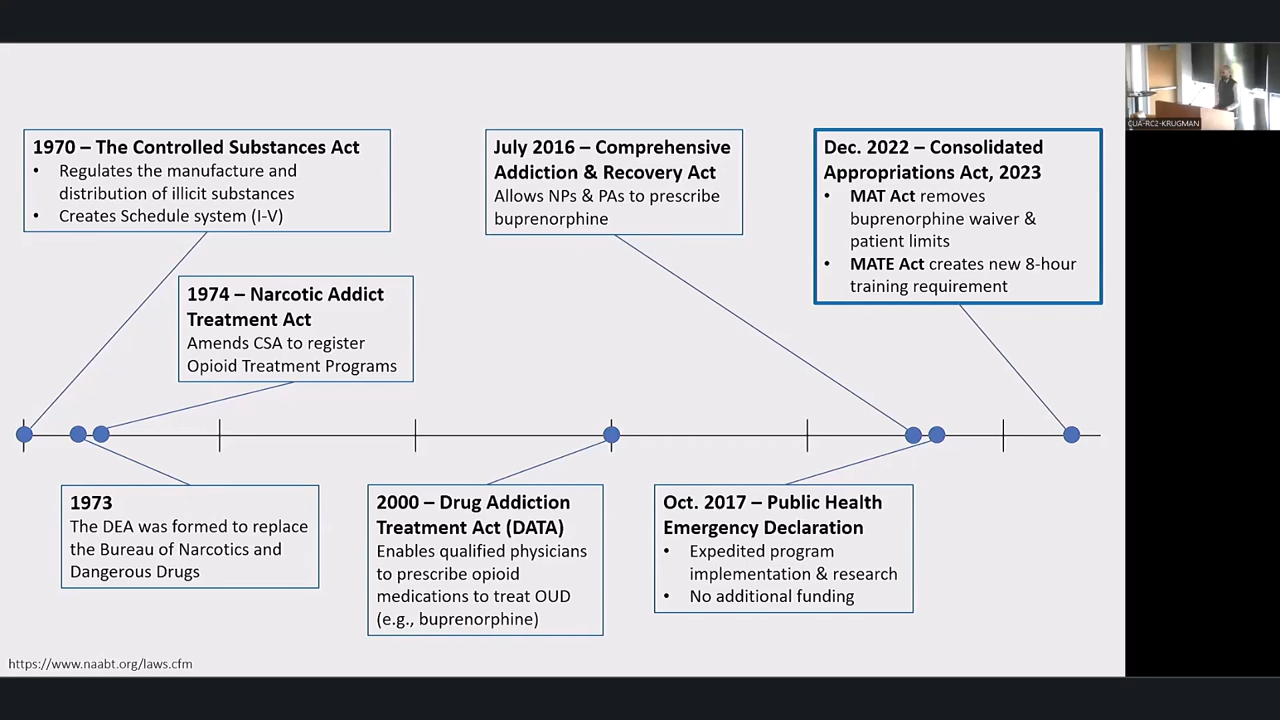 1970 – The Controlled Substances Act
• Regulates the manufacture and
distribution of illicit substances
• Creates Schedule system (I-V)
1974 – Narcotic Addict
Treatment Act
Amends CSA to register
Opioid Treatment Programs
July 2016 – Comprehensive
Addiction & Recovery Act
Allows NPs & PAs to prescribe
buprenorphine
Dec. 2022 – Consolidated
Appropriations Act, 2023
• MAT Act removes
buprenorphine waiver &
patient limits
• MATE Act creates new 8-hour
training requirement
CUA-RC2-KRUGMAN
1973
The DEA was formed to replace
the Bureau of Narcotics and
Dangerous Drugs
2000 – Drug Addiction
Treatment Act (DATA)
Enables qualified physicians
to prescribe opioid
medications to treat OUD
(e.g., buprenorphine)
Oct. 2017 – Public Health
Emergency Declaration
• Expedited program
implementation & research
• No additional funding
https://www.naabt.org/laws.cfm